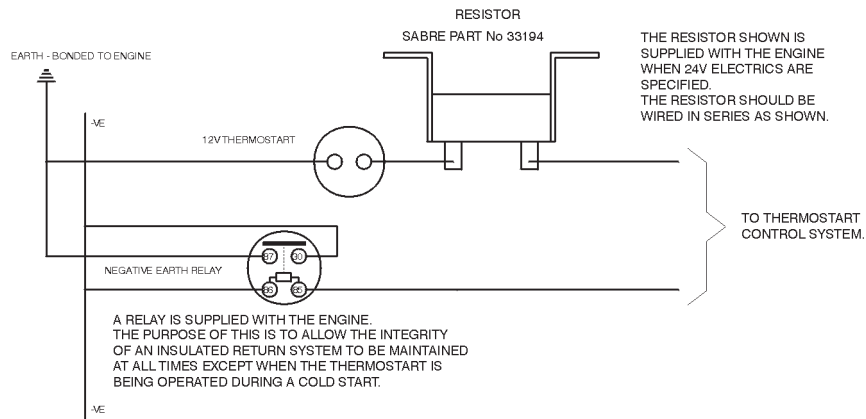 RESISTOR
SABRE PART No 33194
EARTH - BONDED TO ENGINE
THE RESISTOR SHOWN IS
SUPPLIED WITH THE ENGINE
WHEN 24V ELECTRICS ARE
SPECIFIED.
THE RESISTOR SHOULD BE
WIRED IN SERIES AS SHOWN.
-VE
12V THERMOSTART
TO THERMOSTART
CONTROL SYSTEM.
87 30
NEGATIVE EARTH RELAY
86 85
A RELAY IS SUPPLIED WITH THE ENGINE.
THE PURPOSE OF THIS IS TO ALLOW THE INTEGRITY
OF AN INSULATED RETURN SYSTEM TO BE MAINTAINED
AT ALL TIMES EXCEPT WHEN THE THERMOSTART IS
BEING OPERATED DURING A COLD START.
-VE